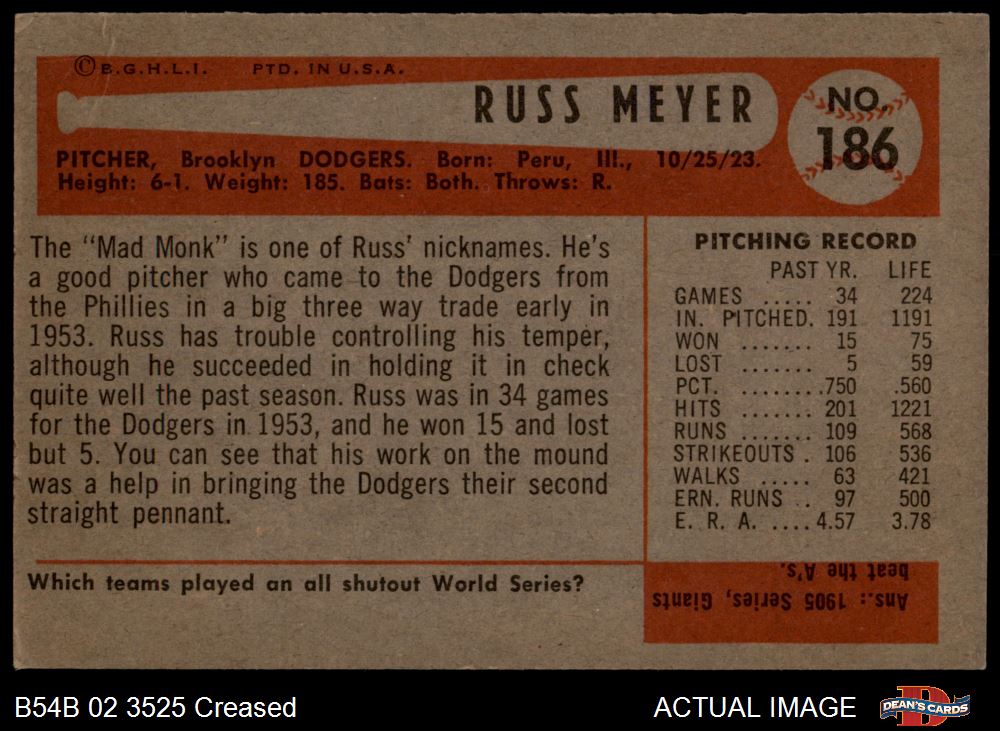 ©B.G.H.L.I. PTD. IN U.S.A.
RUSS MEYER
NO.
186
PITCHER, Brooklyn DODGERS. Born: Peru, Ill., 10/25/23.
Height: 6-1. Weight: 185. Bats: Both. Throws: R.
The "Mad Monk" is one of Russ' nicknames. He's
a good pitcher who came to the Dodgers from
the Phillies in a big three way trade early in
1953. Russ has trouble controlling his temper,
although he succeeded in holding it in check
quite well the past season. Russ was in 34 games
for the Dodgers in 1953, and he won 15 and lost
but 5. You can see that his work on the mound
was a help in bringing the Dodgers their second
straight pennant.
PITCHING RECORD
PAST YR. LIFE
GAMES ..... 34 224
IN. PITCHED. 191 1191
WON ....... 15 75
LOST ....... 5 59
PCT. ....... .750 .560
HITS ....... 201 1221
RUNS ....... 109 568
STRIKEOUTS . 106 536
WALKS ..... 63 421
ERN. RUNS .. 97 500
E. R. A. .... 4.57 3.78
Which teams played an all shutout World Series?
Ans.: 1905 Series, Giants
beat the A's.
B54B 02 3525 Creased
ACTUAL IMAGE
D
DEAN'S CARDS